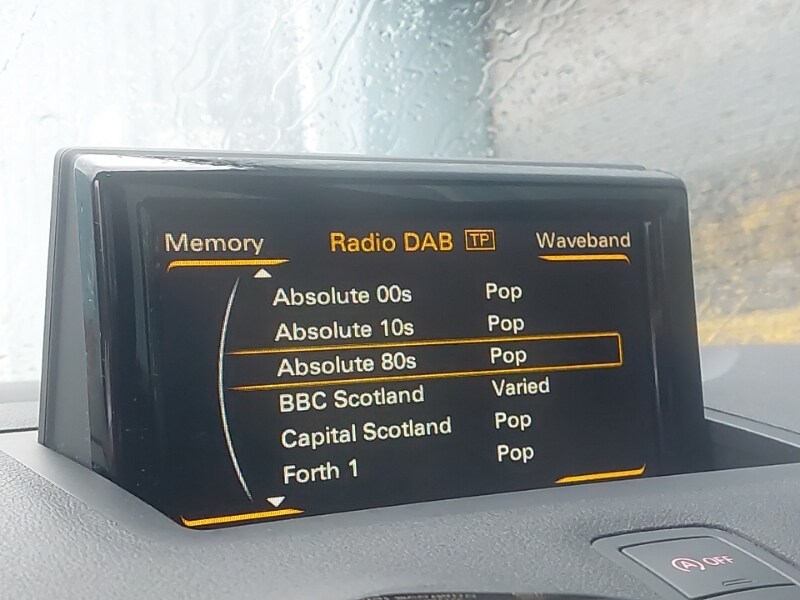 Memory Radio DAB TP Waveband
Absolute 00s Pop
Absolute 10s Pop
Absolute 80s Pop
BBC Scotland Varied
Capital Scotland Pop
Forth 1 Pop
A OFF